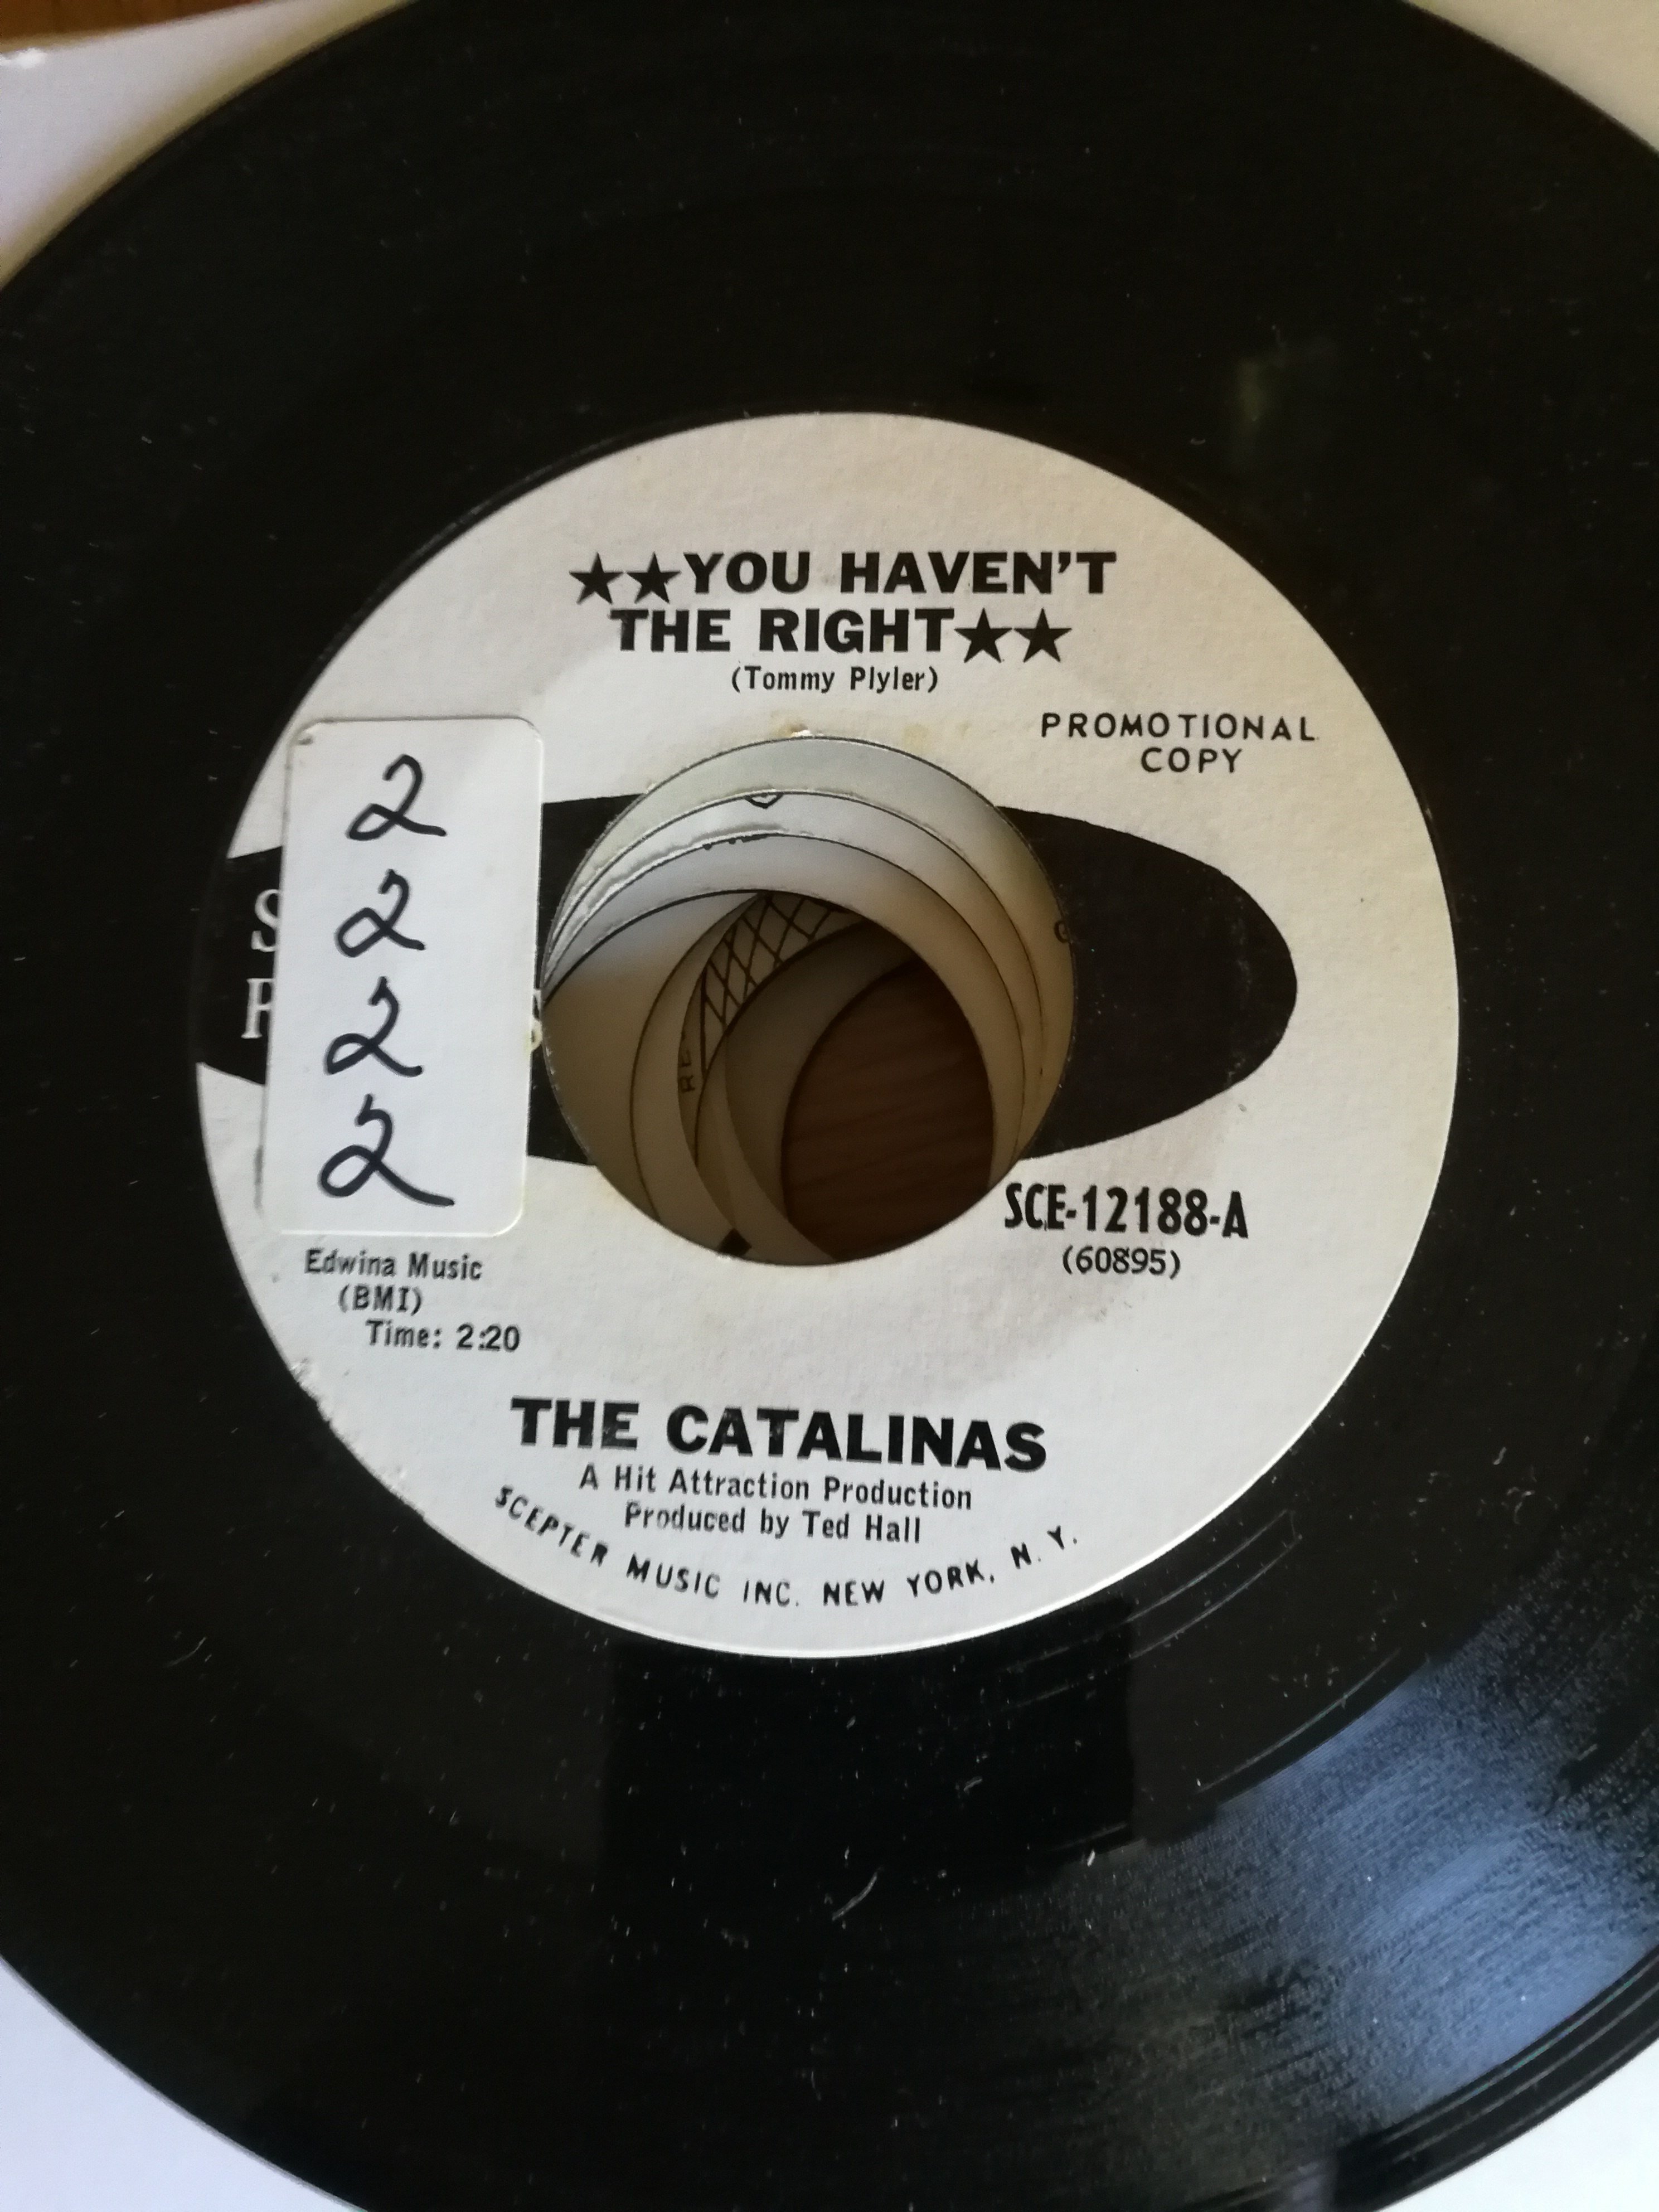 ★★YOU HAVEN'T
THE RIGHT★★
(Tommy Plyler)
PROMOTIONAL
COPY
2
2
2
2
SCE-12188-A
(60895)
Edwina Music
(BMI)
Time: 2:20
THE CATALINAS
A Hit Attraction Production
Produced by Ted Hall
SCEPTER MUSIC INC. NEW YORK, N. Y.